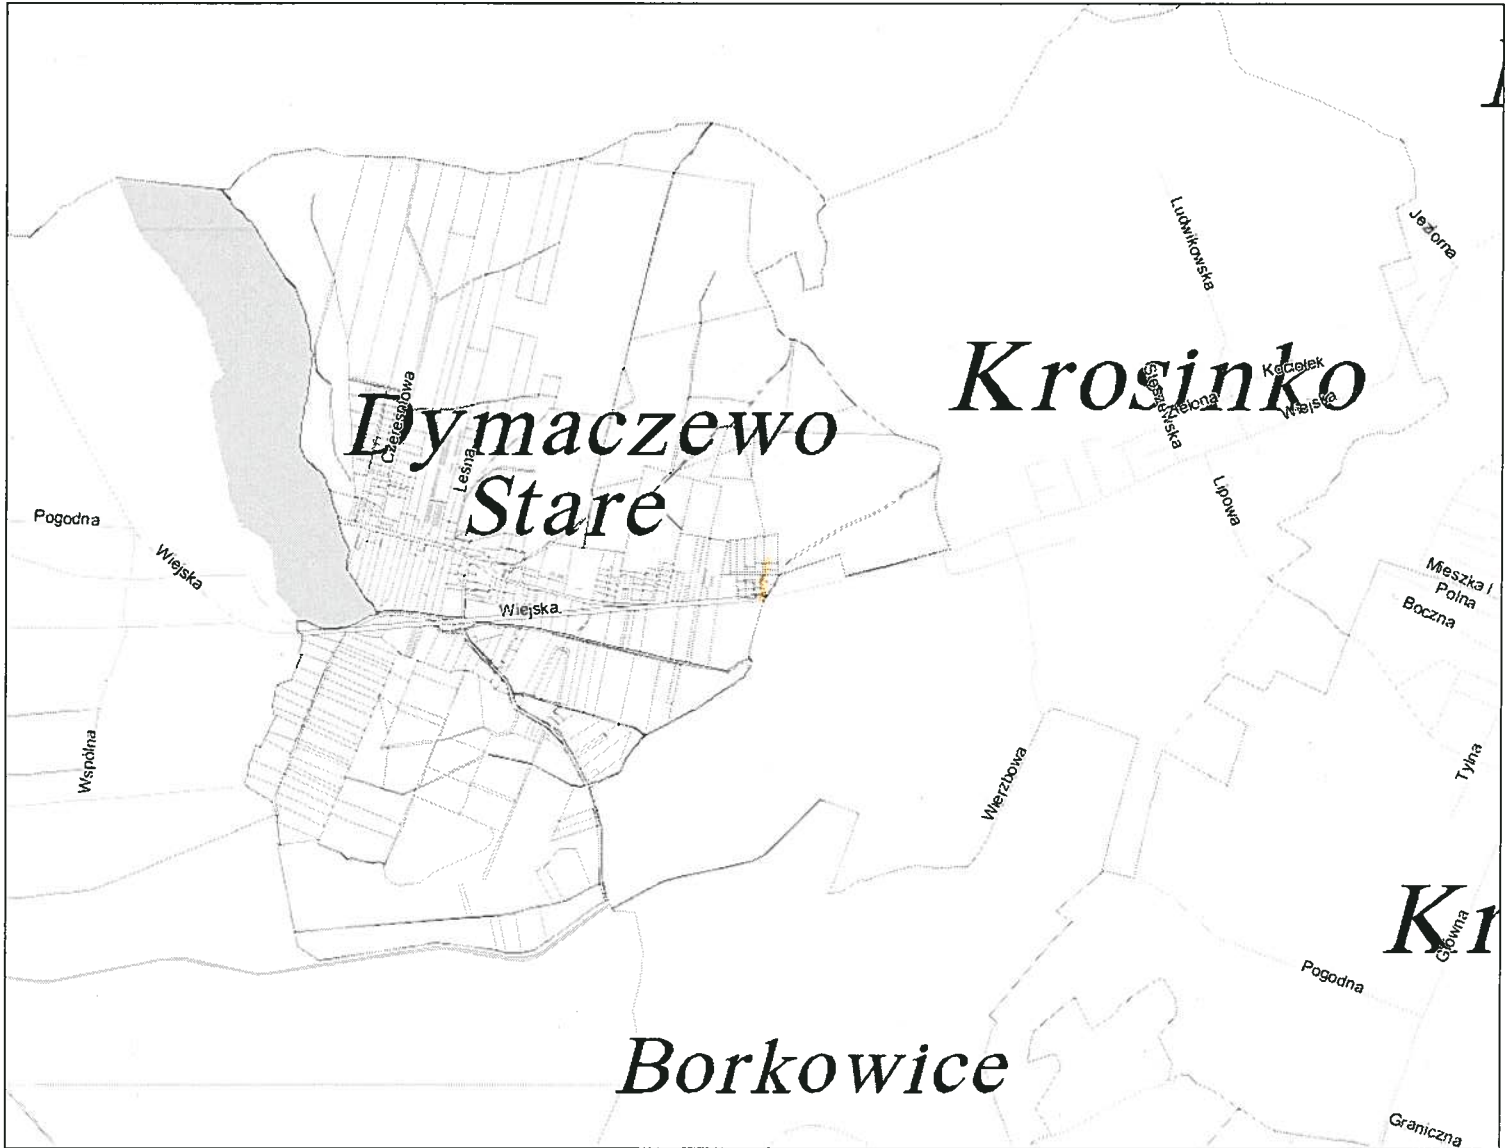 Ludwikowska
Jeziorna
Krosinko
Kociołek
Stęszewska
Zielona
Wiejska
Dymaczewo
Stare
Czereśniowa
Leśna
Lipowa
Pogodna
Wiejska
Wiejska
Mieszka I
Polna
Boczna
Wspólna
Wierzbowa
Tylna
Kr
Główna
Pogodna
Borkowice
Graniczna